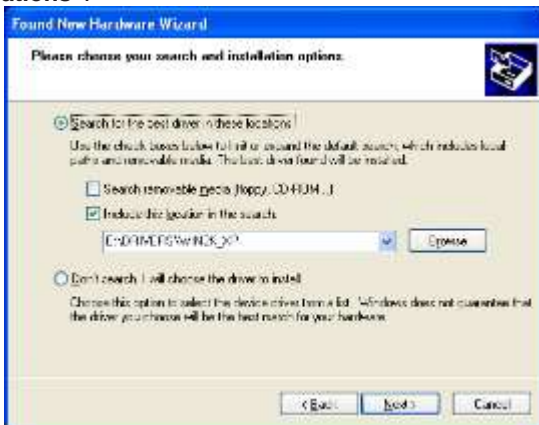 Found New Hardware Wizard
Please choose your search and installation options.
Search for the best driver in these locations.
Use the check boxes below to limit or expand the default search, which includes local
paths and removable media. The best driver found will be installed.
Search removable media (floppy, CD-ROM...)
Include this location in the search:
E:\DRIVERS\WIN2K_XP
Browse
Don't search. I will choose the driver to install.
Choose this option to select the device driver from a list. Windows does not guarantee that
the driver you choose will be the best match for your hardware.
< Back
Next >
Cancel